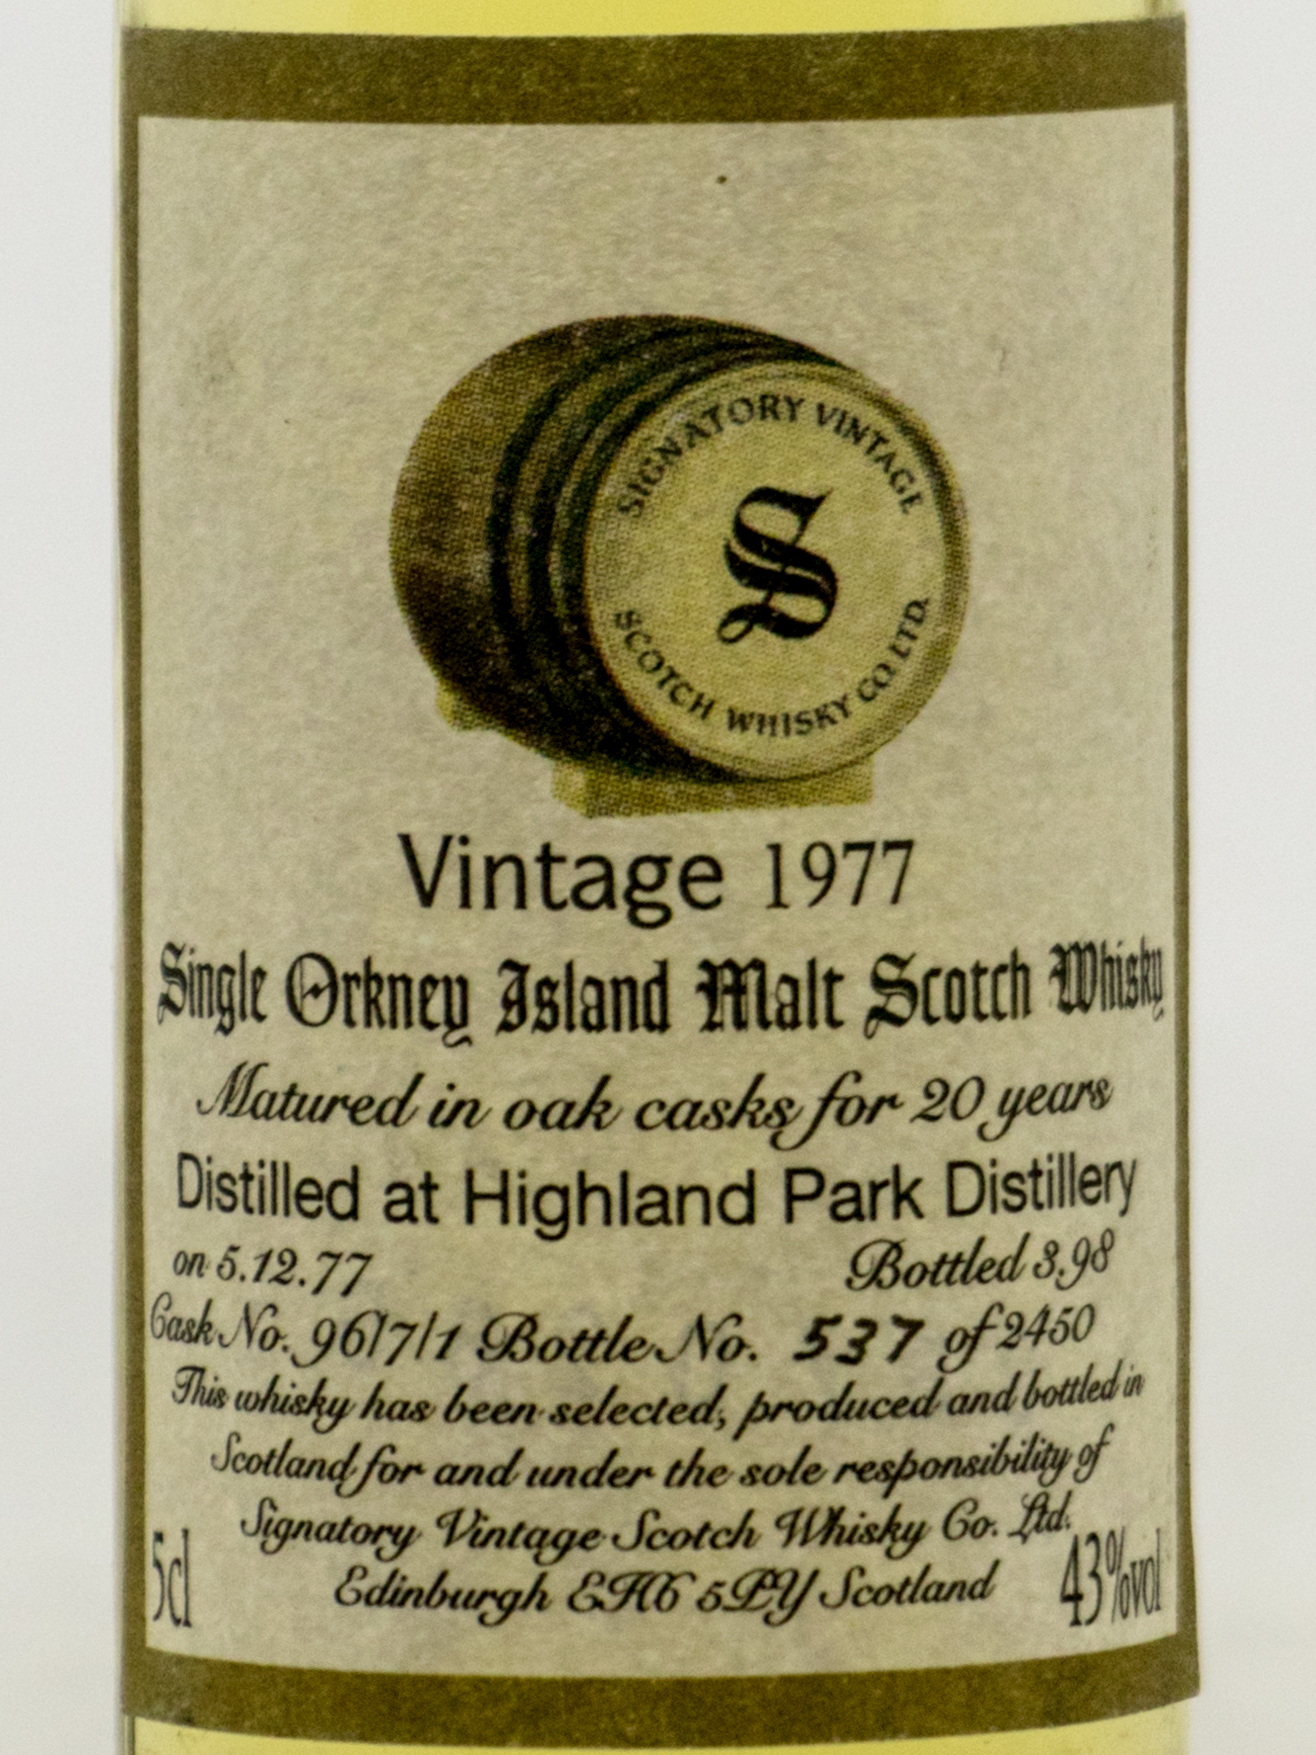 SIGNATORY VINTAGE
S
SCOTCH WHISKY CO. LTD.
Vintage 1977
Single Orkney Island Malt Scotch Whisky
Matured in oak casks for 20 years
Distilled at Highland Park Distillery
on 5.12.77 Bottled 3.98
Cask No. 96/7/1 Bottle No. 537 of 2450
This whisky has been selected, produced and bottled in
Scotland for and under the sole responsibility of
Signatory Vintage Scotch Whisky Co. Ltd.
Edinburgh EH6 5PY Scotland
5cl
43%vol